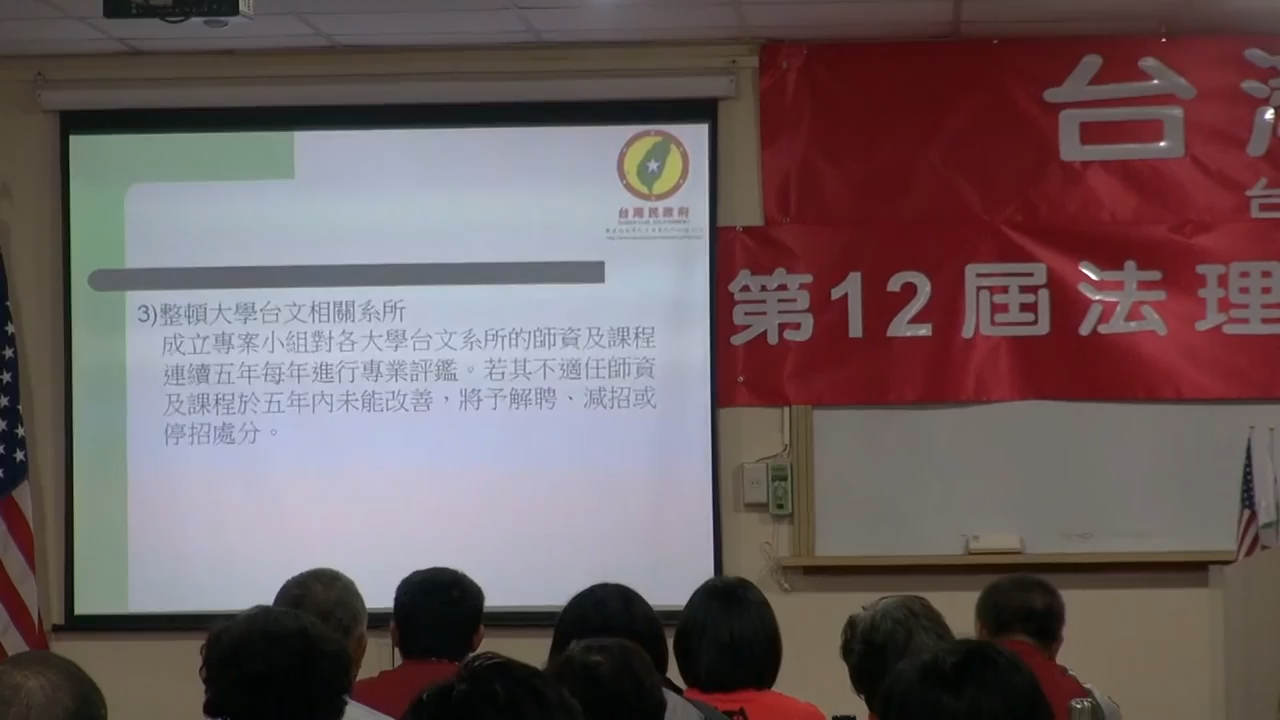 台灣民政府
3)整頓大學台文相關系所
成立專案小組對各大學台文系所的師資及課程
連續五年每年進行專業評鑑。若其不適任師資
及課程於五年內未能改善，將予解聘、減招或
停招處分。
台灣
台
第12屆法理